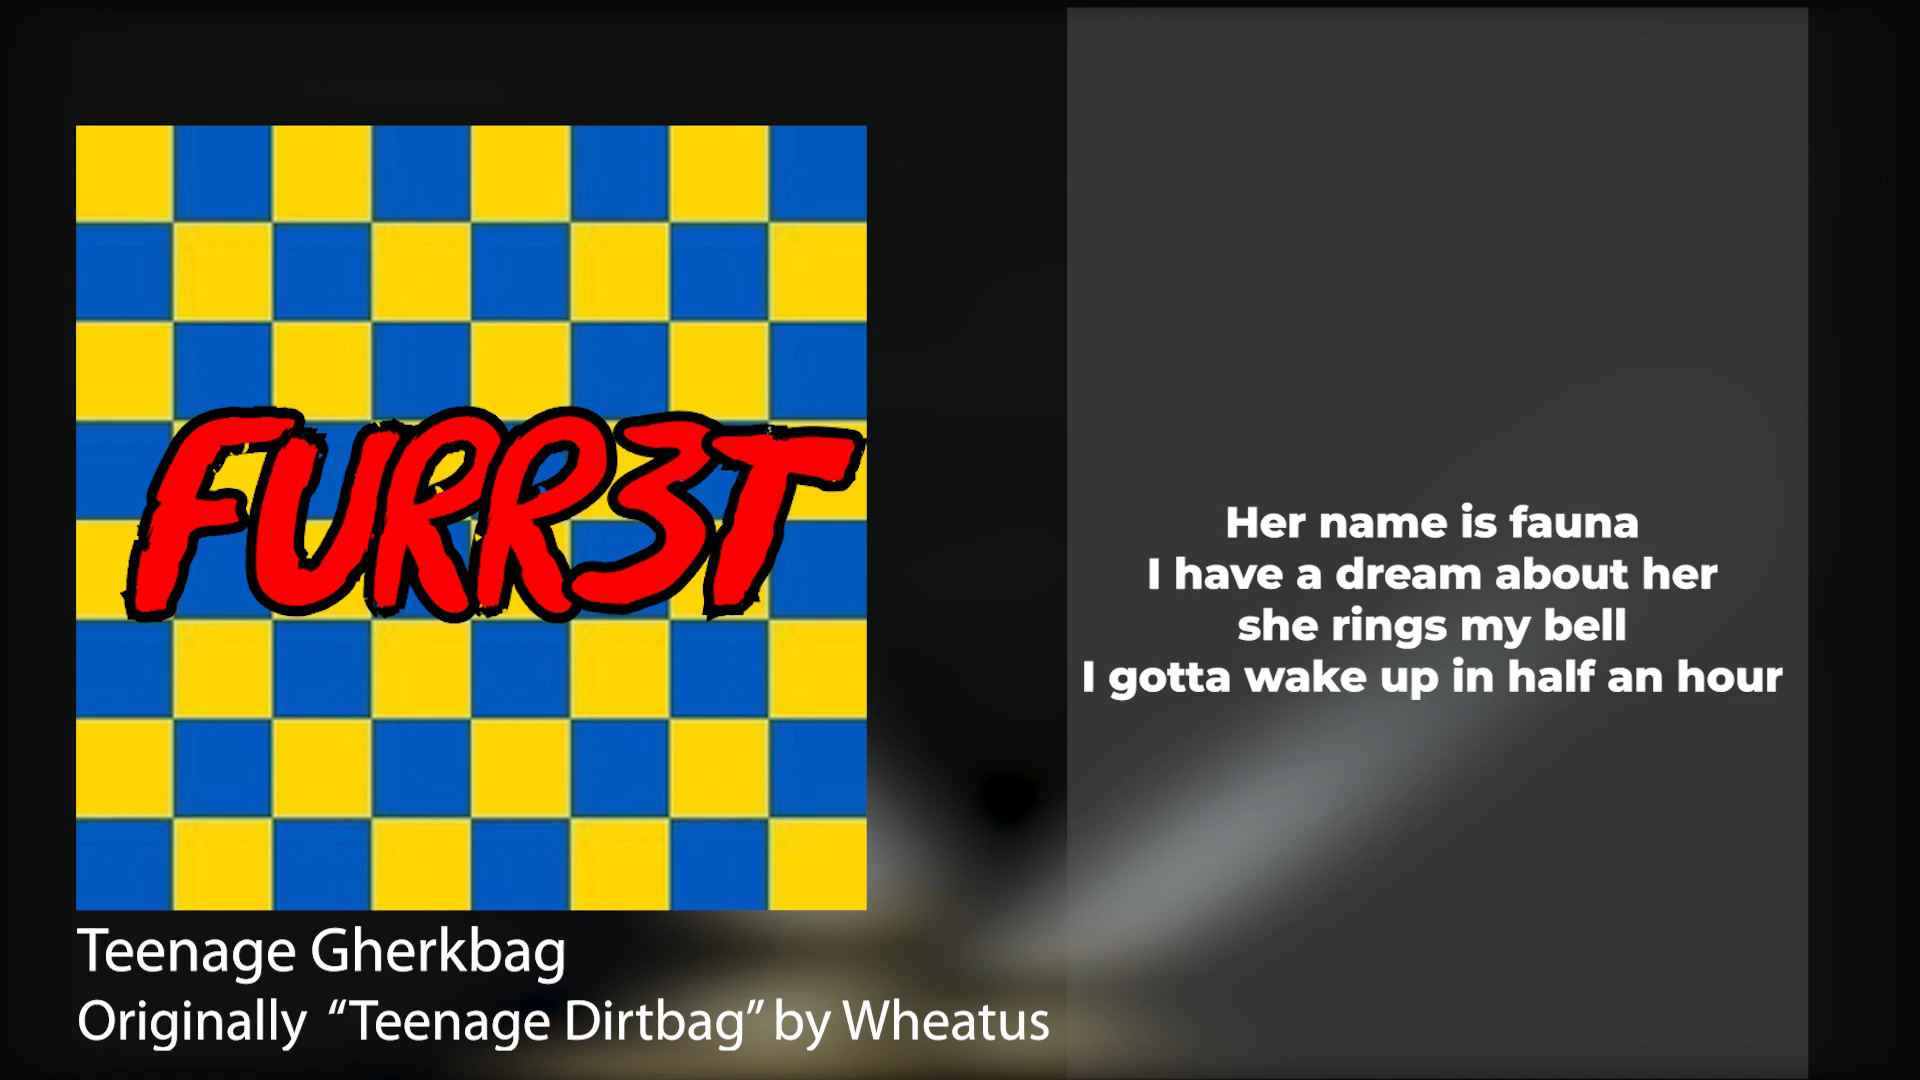 FURR3T
Teenage Gherkbag
Originally “Teenage Dirtbag” by Wheatus
Her name is fauna
I have a dream about her
she rings my bell
I gotta wake up in half an hour